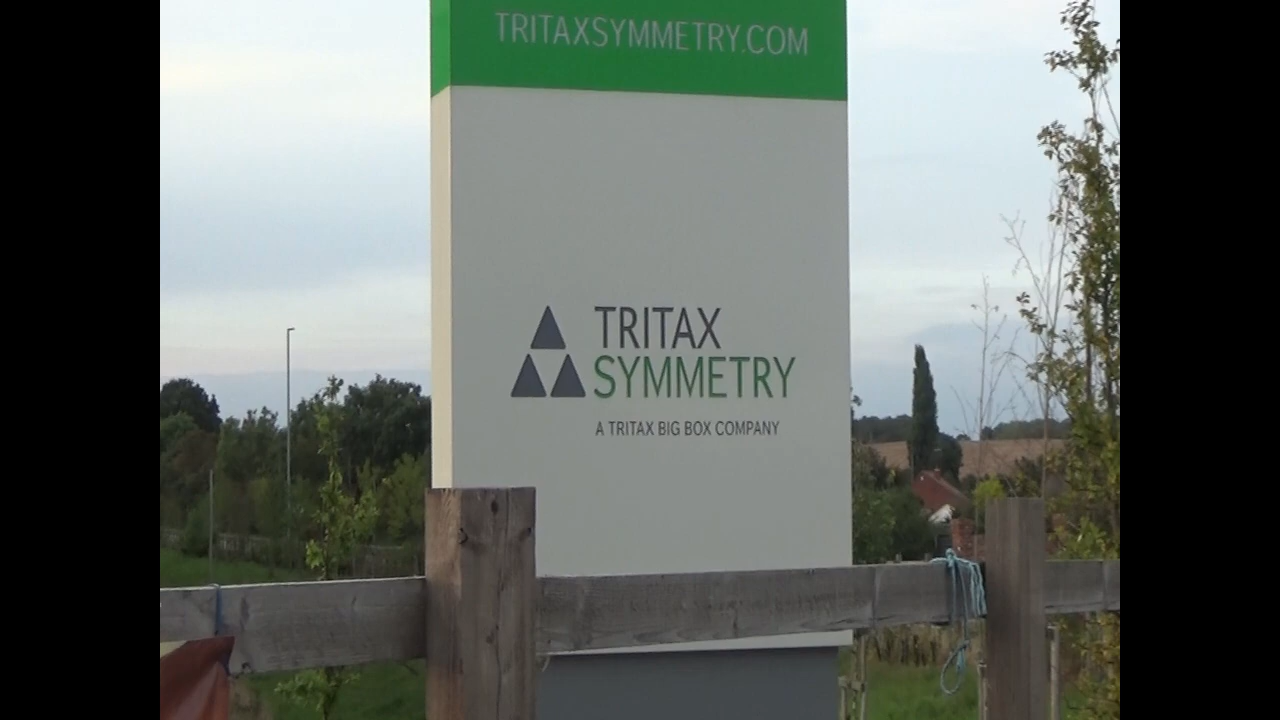 TRITAXSYMMETRY.COM
TRITAX
SYMMETRY
A TRITAX BIG BOX COMPANY